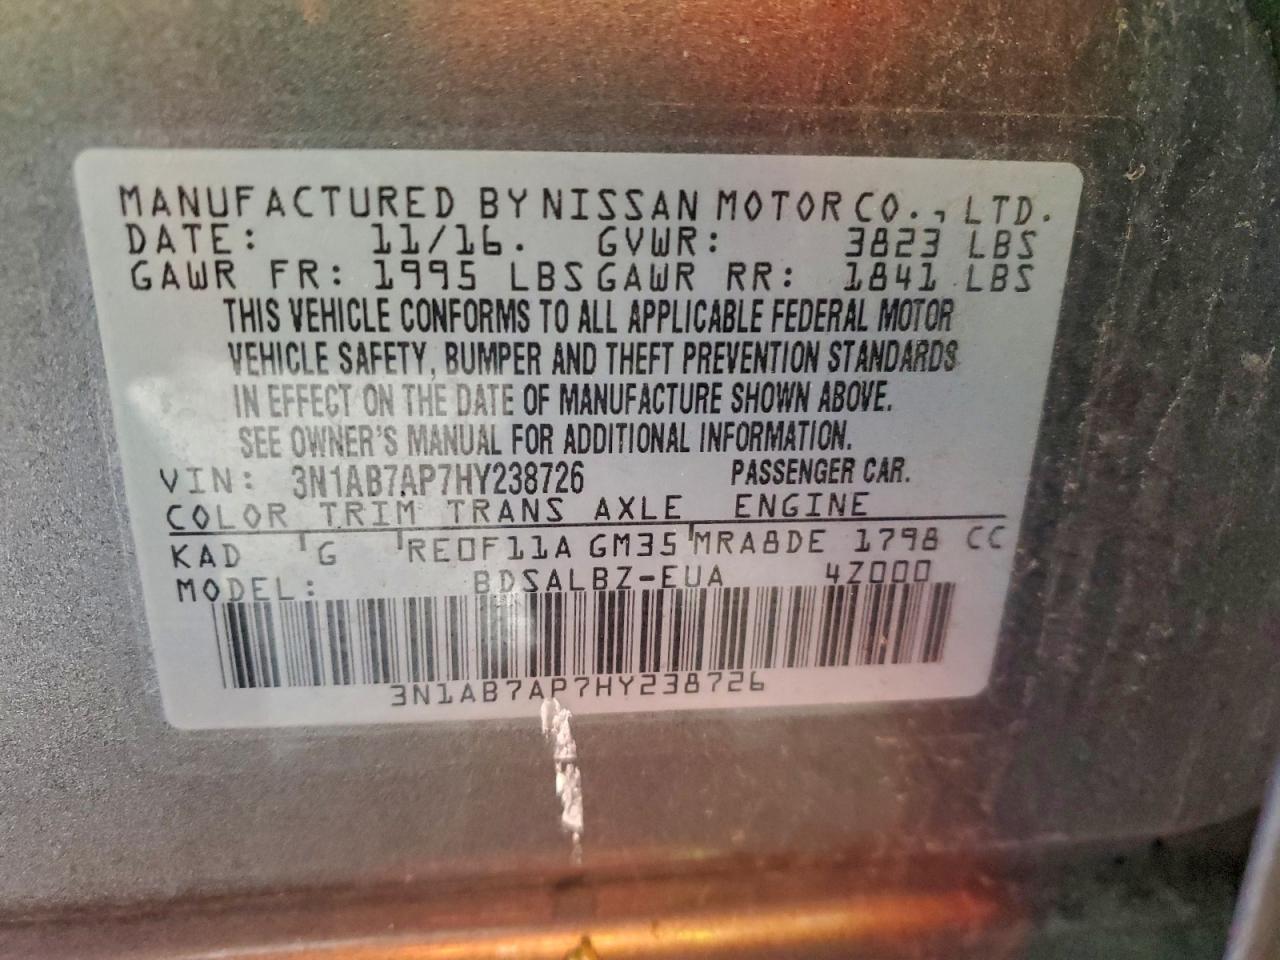 MANUFACTURED BY NISSAN MOTOR CO., LTD.
DATE: 11/16. GVWR: 3823 LBS
GAWR FR: 1995 LBS GAWR RR: 1841 LBS
THIS VEHICLE CONFORMS TO ALL APPLICABLE FEDERAL MOTOR
VEHICLE SAFETY, BUMPER AND THEFT PREVENTION STANDARDS
IN EFFECT ON THE DATE OF MANUFACTURE SHOWN ABOVE.
SEE OWNER'S MANUAL FOR ADDITIONAL INFORMATION.
VIN: 3N1AB7AP7HY238726 PASSENGER CAR.
COLOR TRIM TRANS AXLE ENGINE
KAD G RE0F11A GM35 MRA8DE 1798 CC
MODEL: BDSALBZ-EUA 4Z000
3N1AB7AP7HY238726